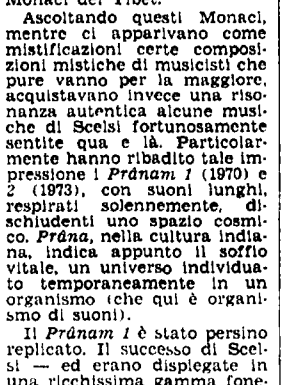 Monaci del Tibet.
Ascoltando questi Monaci,
mentre ci apparivano come
mistificazioni certe composi-
zioni mistiche di musicisti che
pure vanno per la maggiore,
acquistavano invece una riso-
nanza autentica alcune musi-
che di Scelsi fortunosamente
sentite qua e là. Particolar-
mente hanno ribadito tale im-
pressione i Prânam 1 (1970) e
2 (1973), con suoni lunghi,
respirati solennemente, di-
schiudenti uno spazio cosmi-
co. Prâna, nella cultura india-
na, indica appunto il soffio
vitale, un universo individua-
to temporaneamente in un
organismo (che qui è organi-
smo di suoni).
Il Prânam 1 è stato persino
replicato. Il successo di Scel-
si — ed erano dispiegate in
una ricchissima gamma fone-